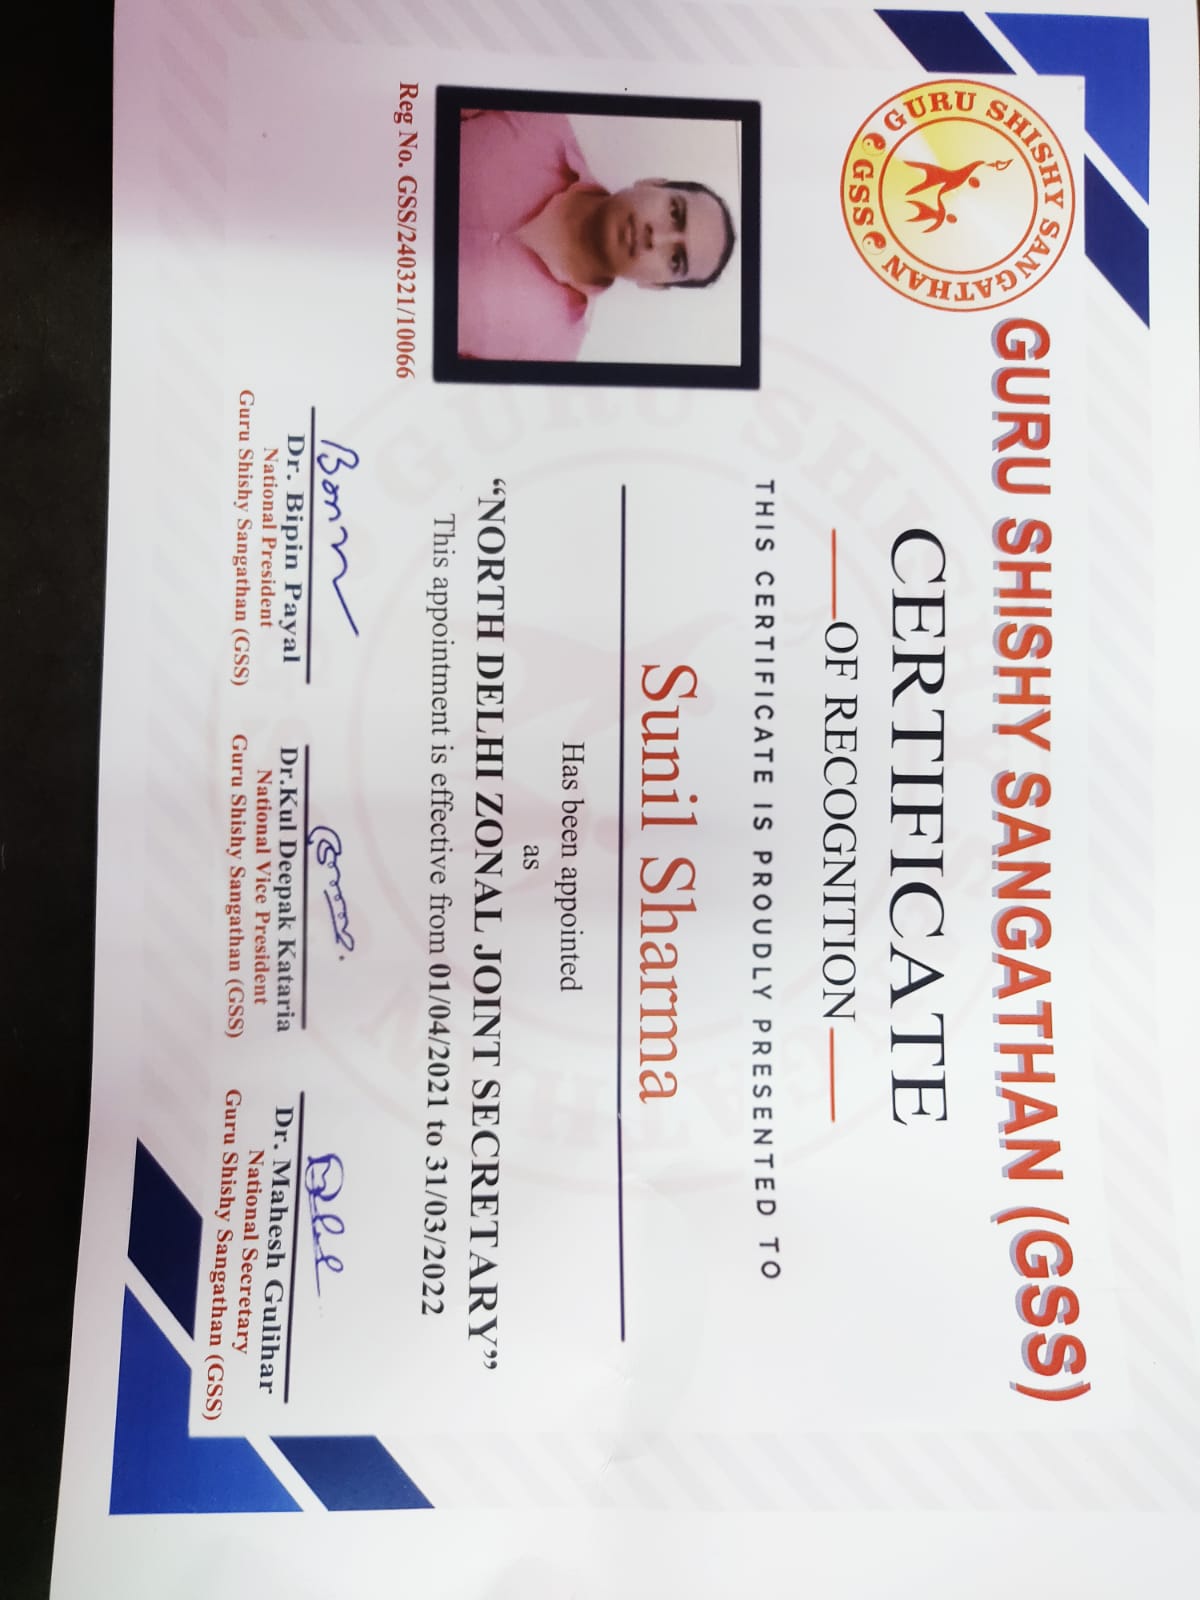 GURU SHISHY SANGATHAN
GSS
GURU SHISHY SANGATHAN (GSS)
CERTIFICATE
OF RECOGNITION
THIS CERTIFICATE IS PROUDLY PRESENTED TO
Sunil Sharma
Has been appointed
as
“NORTH DELHI ZONAL JOINT SECRETARY”
This appointment is effective from 01/04/2021 to 31/03/2022
Reg No. GSS/240321/10066
Dr. Bipin Payal
National President
Guru Shishy Sangathan (GSS)
Dr.Kul Deepak Kataria
National Vice President
Guru Shishy Sangathan (GSS)
Dr. Mahesh Gulihar
National Secretary
Guru Shishy Sangathan (GSS)